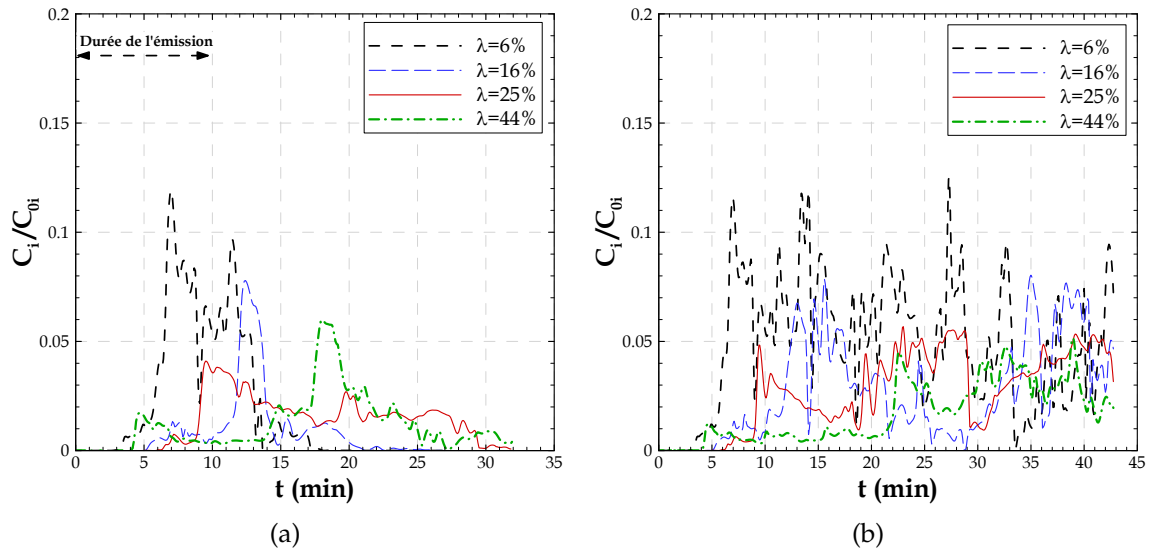 0.2
0.15
0.1
0.05
0
C_i/C_0i
Durée de l'émission
λ=6%
λ=16%
λ=25%
λ=44%
0 5 10 15 20 25 30 35
t (min)
(a)
0.2
0.15
0.1
0.05
0
C_i/C_0i
λ=6%
λ=16%
λ=25%
λ=44%
0 5 10 15 20 25 30 35 40 45
t (min)
(b)